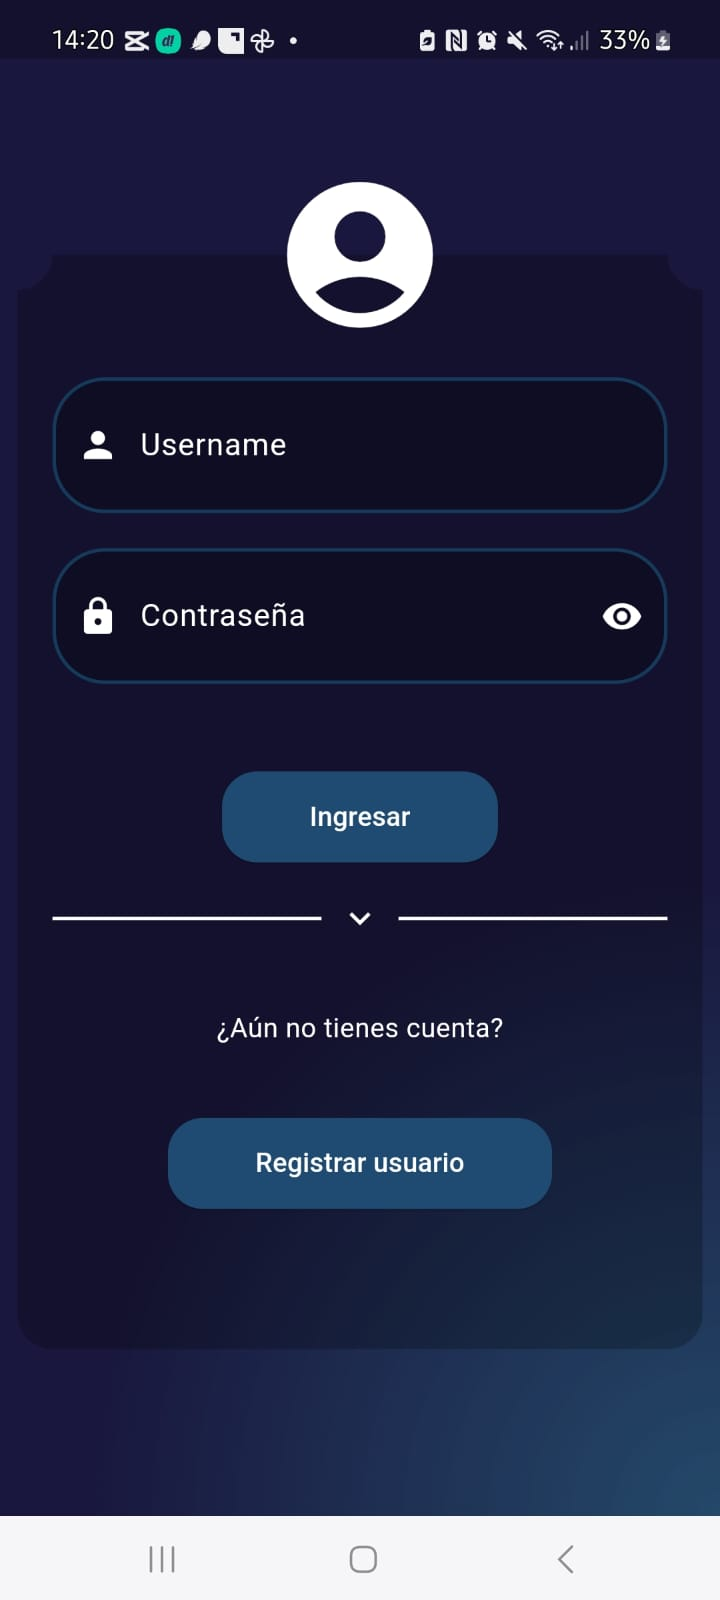 14:20 d! 33%
Username
Contraseña
Ingresar
¿Aún no tienes cuenta?
Registrar usuario